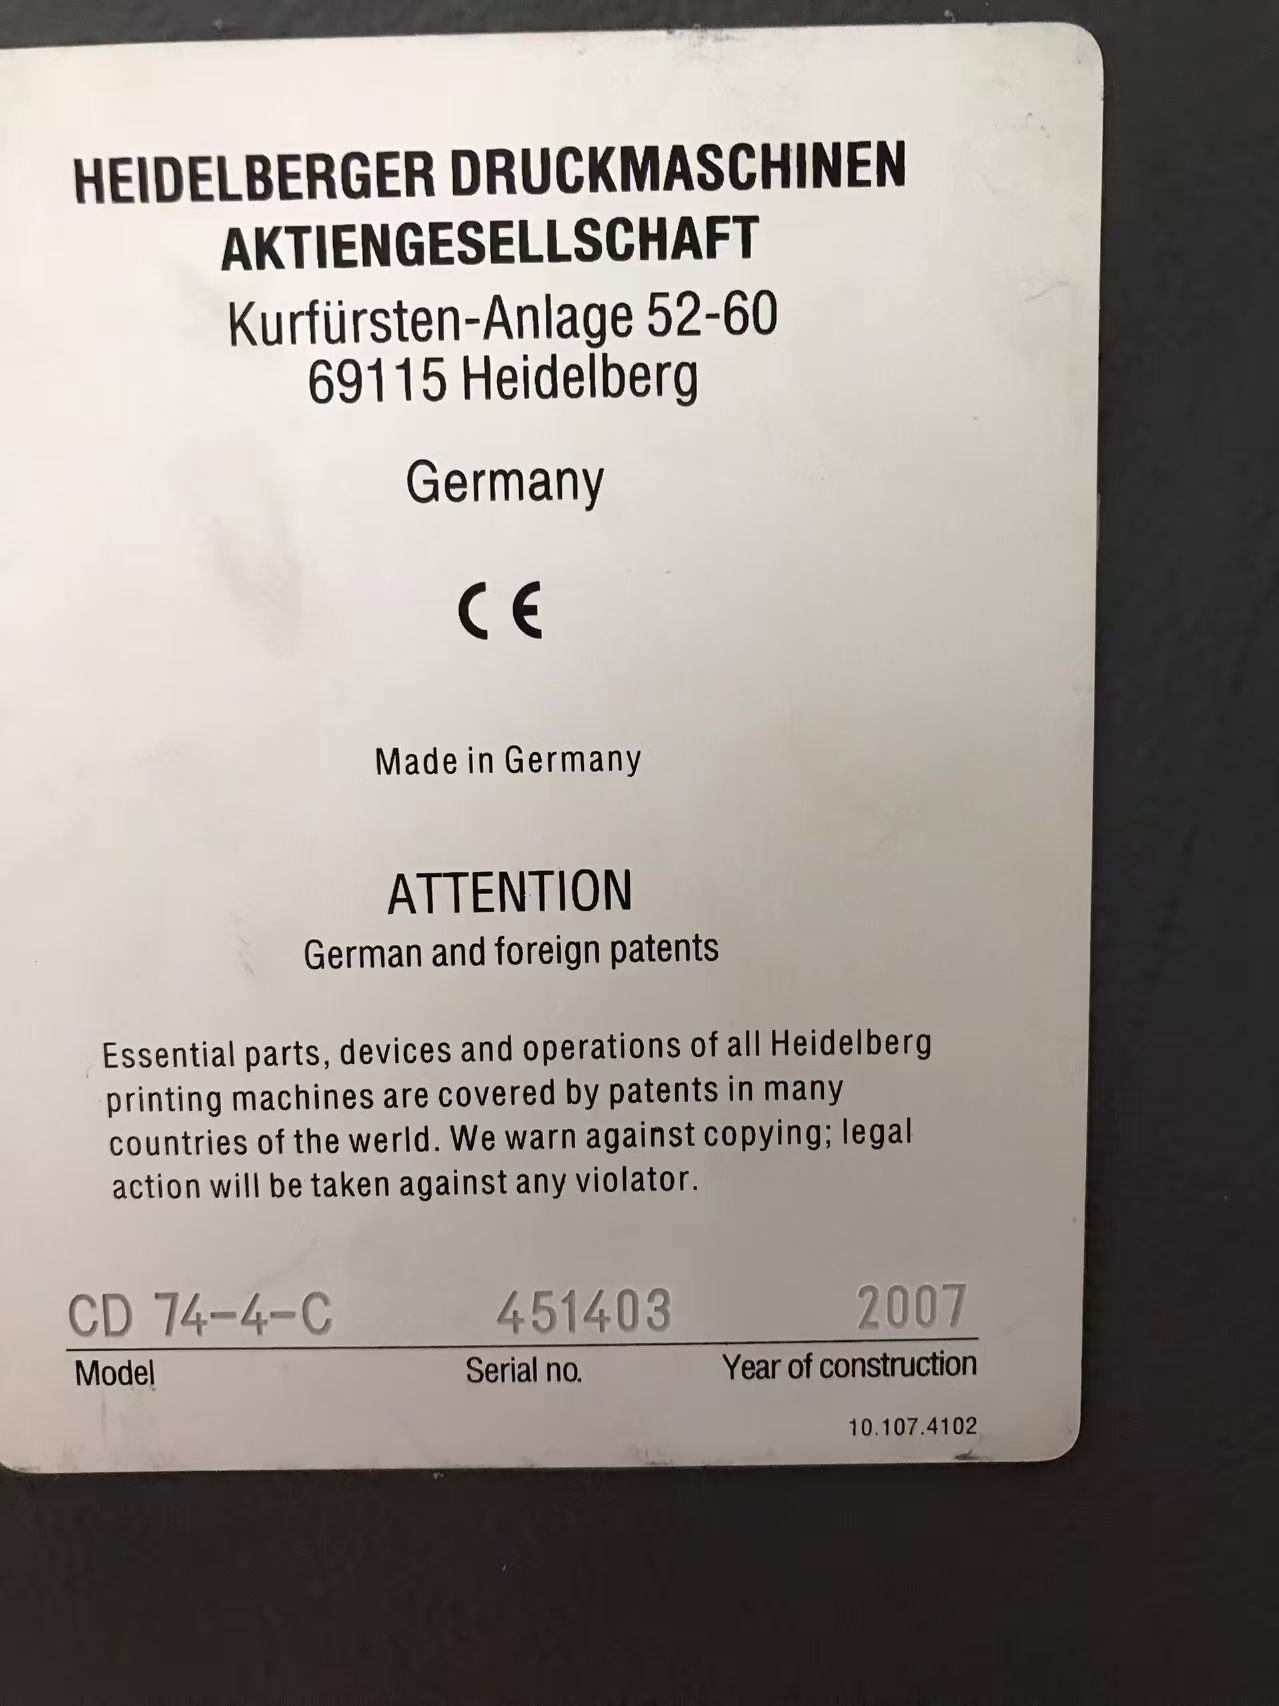 HEIDELBERGER DRUCKMASCHINEN
AKTIENGESELLSCHAFT
Kurfürsten-Anlage 52-60
69115 Heidelberg
Germany
CE
Made in Germany
ATTENTION
German and foreign patents
Essential parts, devices and operations of all Heidelberg
printing machines are covered by patents in many
countries of the werld. We warn against copying; legal
action will be taken against any violator.
CD 74-4-C 451403 2007
Model Serial no. Year of construction
10.107.4102